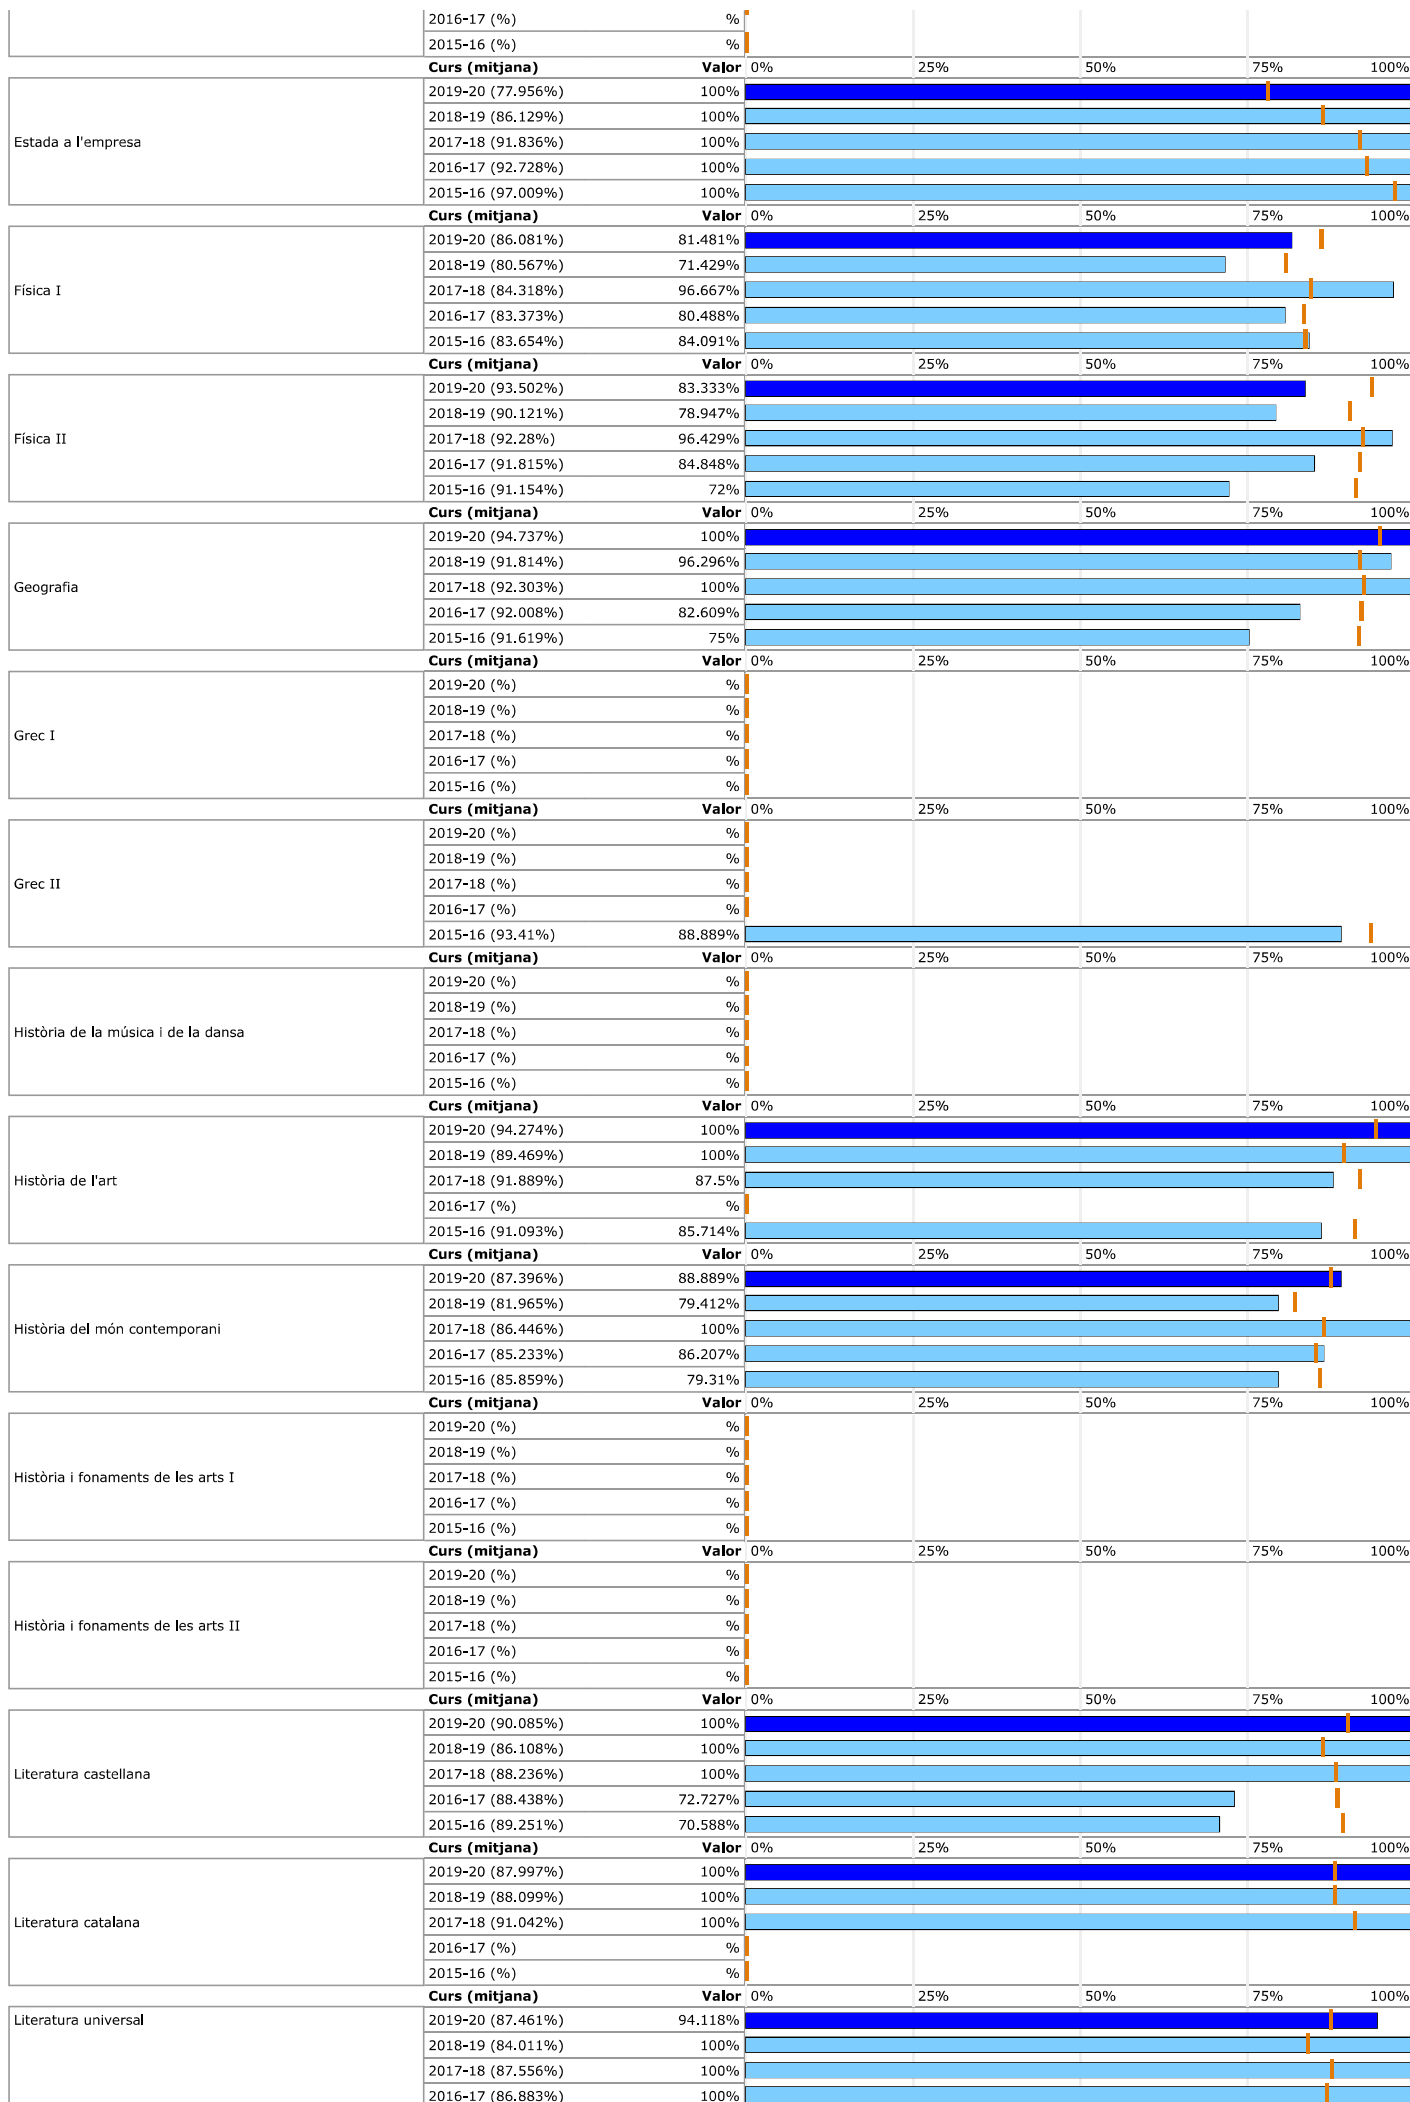 2016-17 (%) %
2015-16 (%) %
Curs (mitjana) Valor 0% 25% 50% 75% 100%
2019-20 (77.956%) 100%
2018-19 (86.129%) 100%
Estada a l'empresa 2017-18 (91.836%) 100%
2016-17 (92.728%) 100%
2015-16 (97.009%) 100%
Curs (mitjana) Valor 0% 25% 50% 75% 100%
2019-20 (86.081%) 81.481%
2018-19 (80.567%) 71.429%
Física I 2017-18 (84.318%) 96.667%
2016-17 (83.373%) 80.488%
2015-16 (83.654%) 84.091%
Curs (mitjana) Valor 0% 25% 50% 75% 100%
2019-20 (93.502%) 83.333%
2018-19 (90.121%) 78.947%
Física II 2017-18 (92.28%) 96.429%
2016-17 (91.815%) 84.848%
2015-16 (91.154%) 72%
Curs (mitjana) Valor 0% 25% 50% 75% 100%
2019-20 (94.737%) 100%
2018-19 (91.814%) 96.296%
Geografia 2017-18 (92.303%) 100%
2016-17 (92.008%) 82.609%
2015-16 (91.619%) 75%
Curs (mitjana) Valor 0% 25% 50% 75% 100%
2019-20 (%) %
2018-19 (%) %
Grec I 2017-18 (%) %
2016-17 (%) %
2015-16 (%) %
Curs (mitjana) Valor 0% 25% 50% 75% 100%
2019-20 (%) %
2018-19 (%) %
Grec II 2017-18 (%) %
2016-17 (%) %
2015-16 (93.41%) 88.889%
Curs (mitjana) Valor 0% 25% 50% 75% 100%
2019-20 (%) %
2018-19 (%) %
Història de la música i de la dansa 2017-18 (%) %
2016-17 (%) %
2015-16 (%) %
Curs (mitjana) Valor 0% 25% 50% 75% 100%
2019-20 (94.274%) 100%
2018-19 (89.469%) 100%
Història de l'art 2017-18 (91.889%) 87.5%
2016-17 (%) %
2015-16 (91.093%) 85.714%
Curs (mitjana) Valor 0% 25% 50% 75% 100%
2019-20 (87.396%) 88.889%
2018-19 (81.965%) 79.412%
Història del món contemporani 2017-18 (86.446%) 100%
2016-17 (85.233%) 86.207%
2015-16 (85.859%) 79.31%
Curs (mitjana) Valor 0% 25% 50% 75% 100%
2019-20 (%) %
2018-19 (%) %
Història i fonaments de les arts I 2017-18 (%) %
2016-17 (%) %
2015-16 (%) %
Curs (mitjana) Valor 0% 25% 50% 75% 100%
2019-20 (%) %
2018-19 (%) %
Història i fonaments de les arts II 2017-18 (%) %
2016-17 (%) %
2015-16 (%) %
Curs (mitjana) Valor 0% 25% 50% 75% 100%
2019-20 (90.085%) 100%
2018-19 (86.108%) 100%
Literatura castellana 2017-18 (88.236%) 100%
2016-17 (88.438%) 72.727%
2015-16 (89.251%) 70.588%
Curs (mitjana) Valor 0% 25% 50% 75% 100%
2019-20 (87.997%) 100%
2018-19 (88.099%) 100%
Literatura catalana 2017-18 (91.042%) 100%
2016-17 (%) %
2015-16 (%) %
Curs (mitjana) Valor 0% 25% 50% 75% 100%
Literatura universal 2019-20 (87.461%) 94.118%
2018-19 (84.011%) 100%
2017-18 (87.556%) 100%
2016-17 (86.883%) 100%